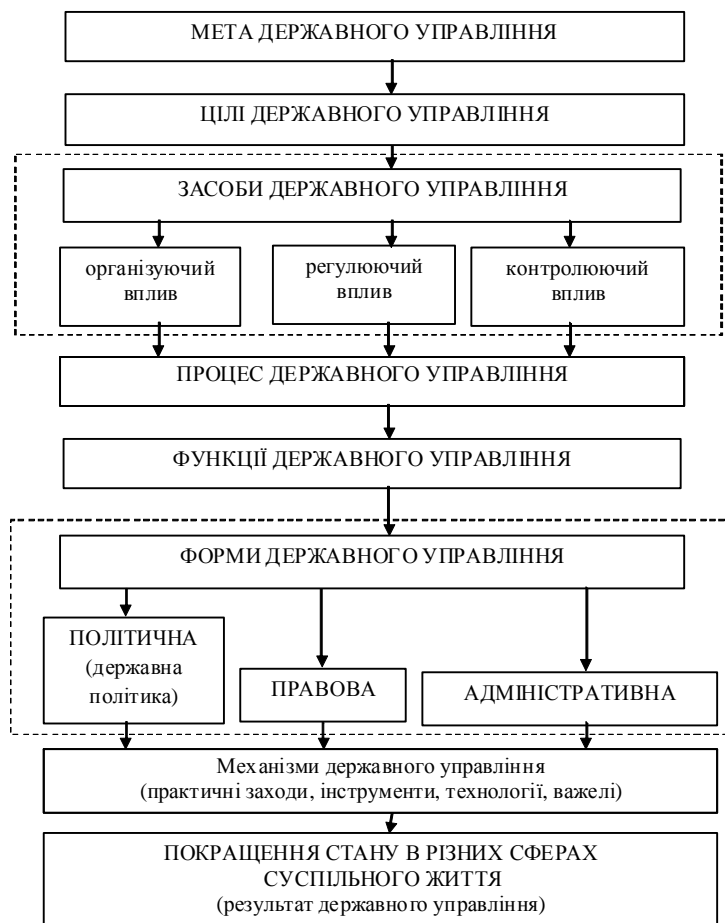 МЕТА ДЕРЖАВНОГО УПРАВЛІННЯ
ЦІЛІ ДЕРЖАВНОГО УПРАВЛІННЯ
ЗАСОБИ ДЕРЖАВНОГО УПРАВЛІННЯ
організуючий
вплив
регулюючий
вплив
контролюючий
вплив
ПРОЦЕС ДЕРЖАВНОГО УПРАВЛІННЯ
ФУНКЦІЇ ДЕРЖАВНОГО УПРАВЛІННЯ
ФОРМИ ДЕРЖАВНОГО УПРАВЛІННЯ
ПОЛІТИЧНА
(державна
політика)
ПРАВОВА
АДМІНІСТРАТИВНА
Механізми державного управління
(практичні заходи, інструменти, технології, важелі)
ПОКРАЩЕННЯ СТАНУ В РІЗНИХ СФЕРАХ
СУСПІЛЬНОГО ЖИТТЯ
(результат державного управління)